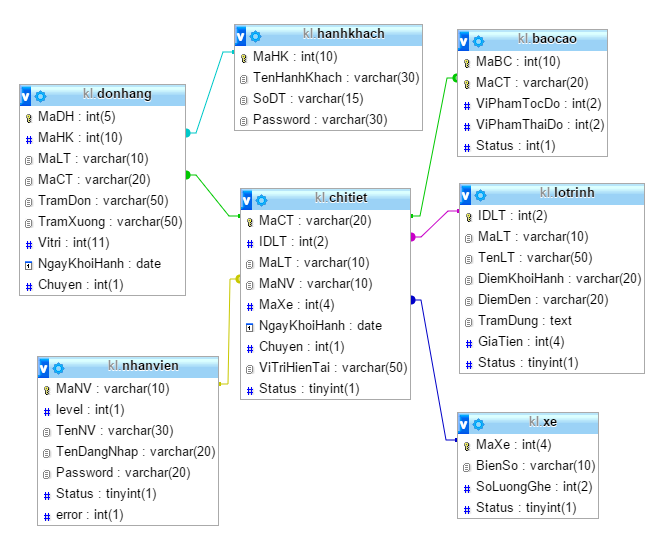 kl.hanhkhach
MaHK : int(10)
TenHanhKhach : varchar(30)
SoDT : varchar(15)
Password : varchar(30)
kl.baocao
MaBC : int(10)
MaCT : varchar(20)
ViPhamTocDo : int(2)
ViPhamThaiDo : int(2)
Status : int(1)
kl.donhang
MaDH : int(5)
MaHK : int(10)
MaLT : varchar(10)
MaCT : varchar(20)
TramDon : varchar(50)
TramXuong : varchar(50)
Vitri : int(11)
NgayKhoiHanh : date
Chuyen : int(1)
kl.chitiet
MaCT : varchar(20)
IDLT : int(2)
MaLT : varchar(10)
MaNV : varchar(10)
MaXe : int(4)
NgayKhoiHanh : date
Chuyen : int(1)
ViTriHienTai : varchar(50)
Status : tinyint(1)
kl.lotrinh
IDLT : int(2)
MaLT : varchar(10)
TenLT : varchar(50)
DiemKhoiHanh : varchar(20)
DiemDen : varchar(20)
TramDung : text
GiaTien : int(4)
Status : tinyint(1)
kl.nhanvien
MaNV : varchar(10)
level : int(1)
TenNV : varchar(30)
TenDangNhap : varchar(20)
Password : varchar(20)
Status : tinyint(1)
error : int(1)
kl.xe
MaXe : int(4)
BienSo : varchar(10)
SoLuongGhe : int(2)
Status : tinyint(1)